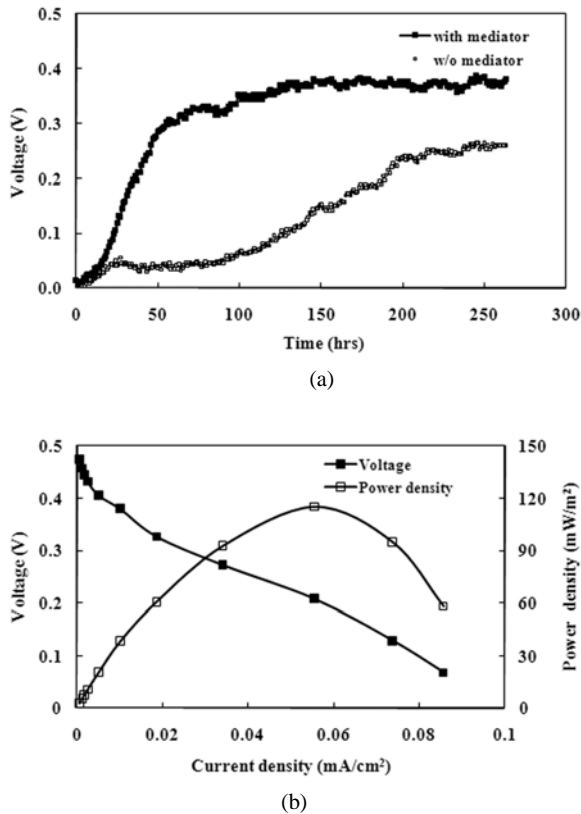 with mediator
w/o mediator
Voltage (V)
0.5
0.4
0.3
0.2
0.1
0.0
0 50 100 150 200 250 300
Time (hrs)
(a)
Voltage
Power density
Voltage (V)
0.5
0.4
0.3
0.2
0.1
0
Power density (mW/m²)
150
120
90
60
30
0
0 0.02 0.04 0.06 0.08 0.1
Current density (mA/cm²)
(b)